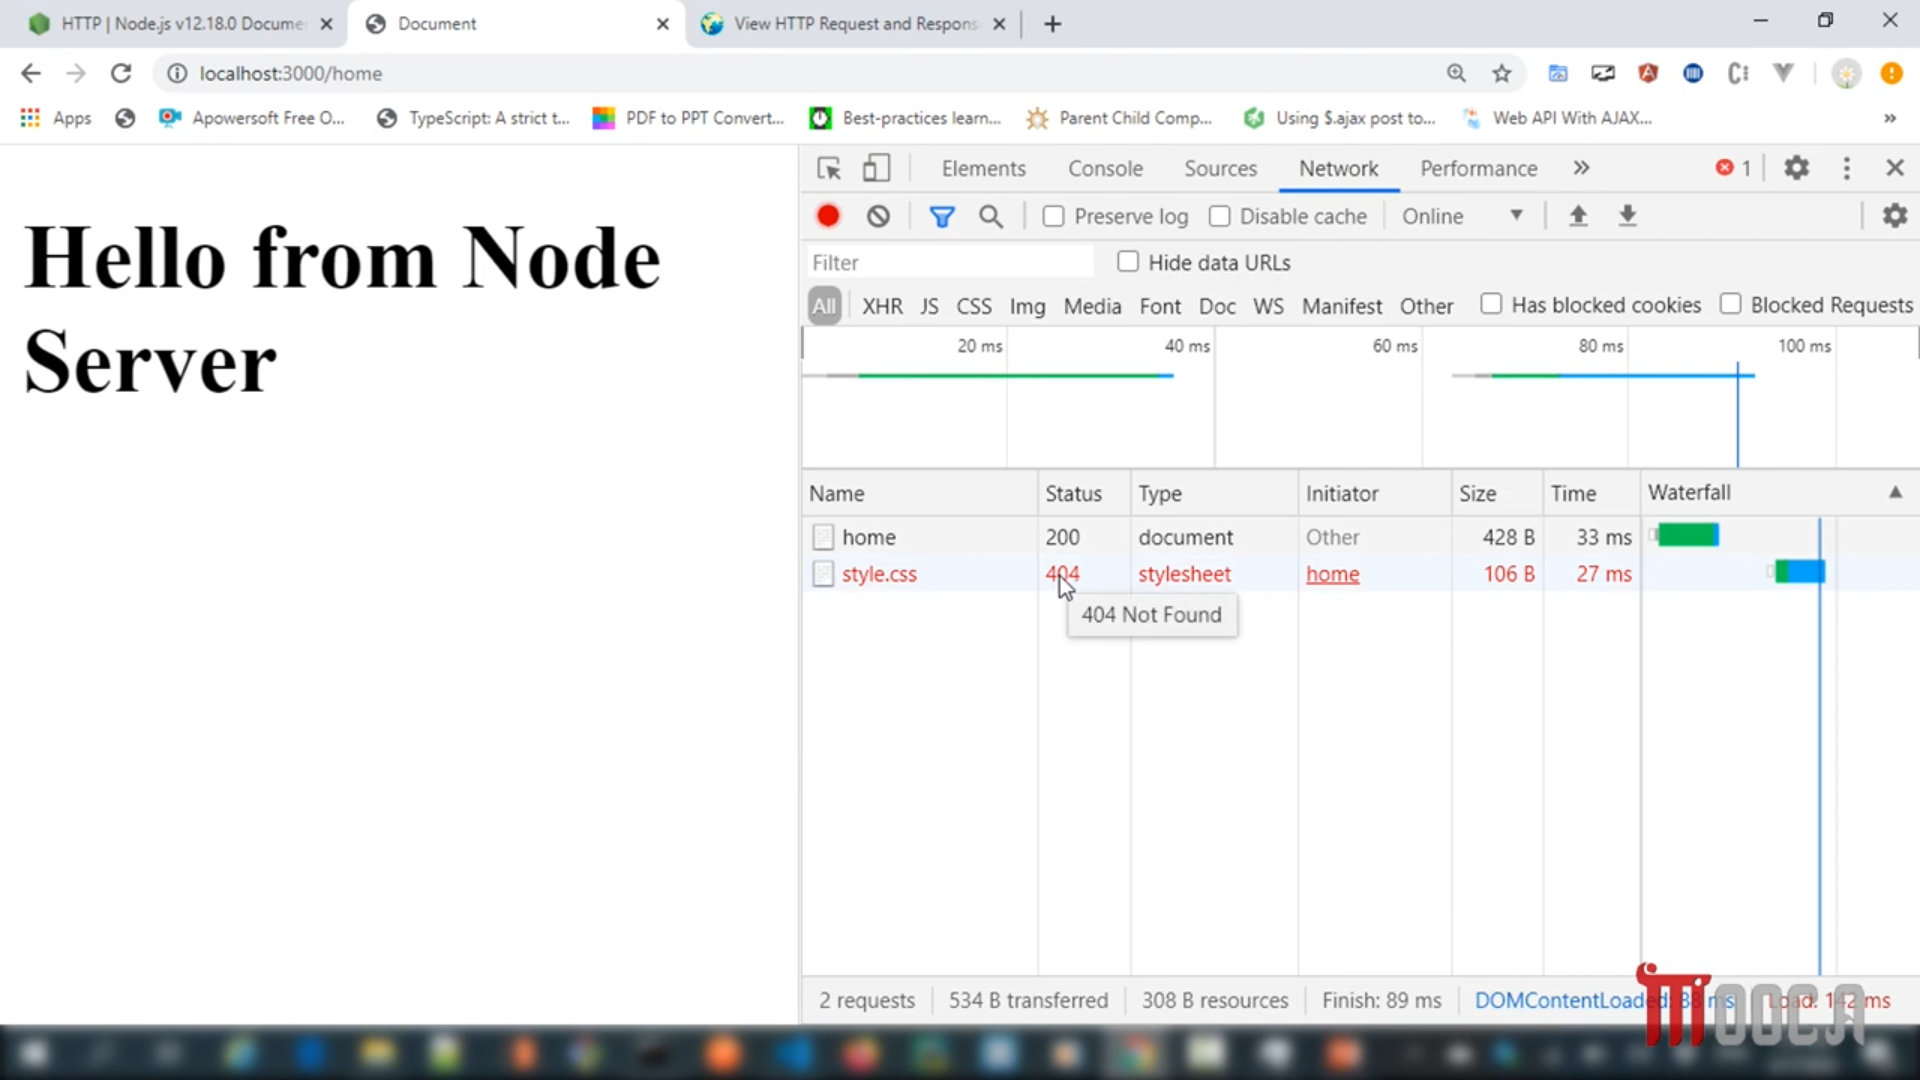 HTTP | Node.js v12.18.0 Docume
Document
View HTTP Request and Respons
localhost:3000/home
Apps
Apowersoft Free O...
TypeScript: A strict t...
PDF to PPT Convert...
Best-practices learn...
Parent Child Comp...
Using $.ajax post to...
Web API With AJAX...
Hello from Node
Server
Elements Console Sources Network Performance 1
Preserve log Disable cache Online
Filter Hide data URLs
All XHR JS CSS Img Media Font Doc WS Manifest Other Has blocked cookies Blocked Requests
20 ms 40 ms 60 ms 80 ms 100 ms
Name Status Type Initiator Size Time Waterfall
home 200 document Other 428 B 33 ms
style.css 404 stylesheet home 106 B 27 ms
404 Not Found
2 requests 534 B transferred 308 B resources Finish: 89 ms DOMContentLoaded: 88 ms Load: 142 ms
MOOCA